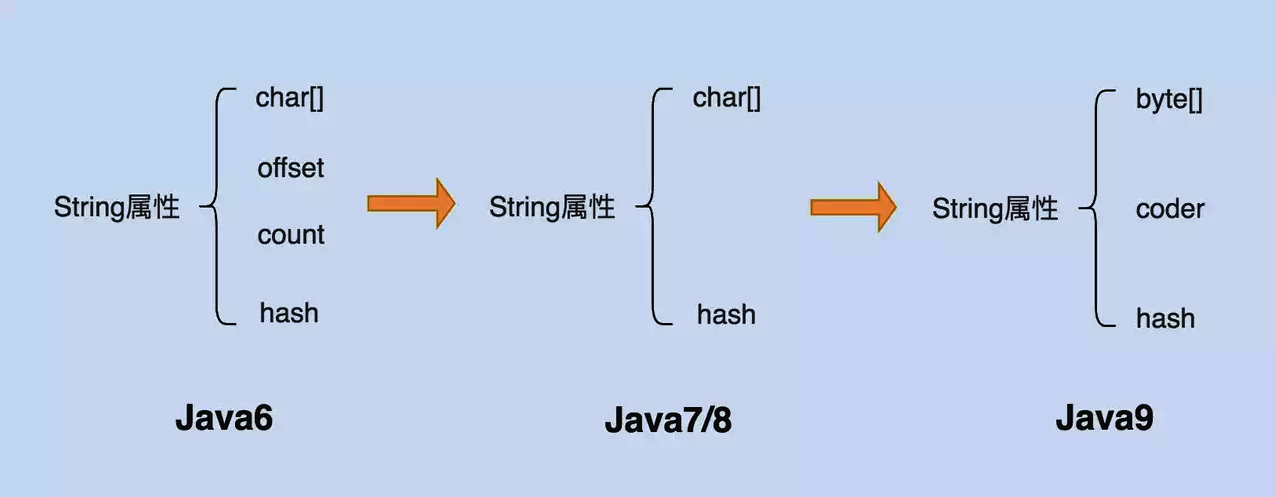 char[]
offset
String属性
count
hash
Java6
char[]
String属性
hash
Java7/8
byte[]
String属性
coder
hash
Java9